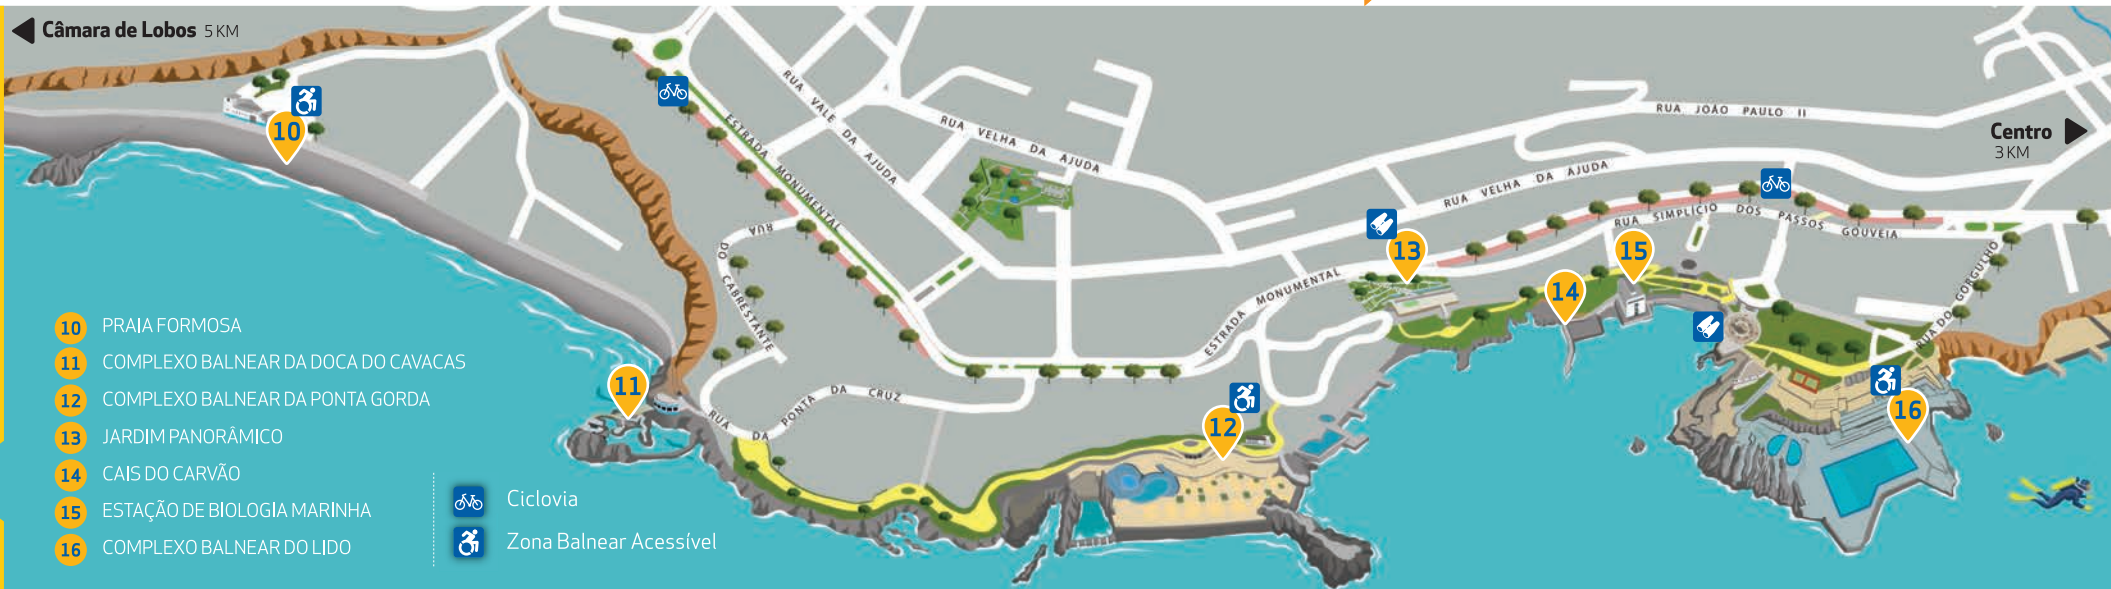 Câmara de Lobos 5 KM
RUA VALE DA AJUDA
ESTRADA MONUMENTAL
RUA VELHA DA AJUDA
RUA JOÃO PAULO II
Centro
3 KM
10
RUA VELHA DA AJUDA
RUA SIMPLÍCIO DOS PASSOS GOUVEIA
RUA DO CABRESTANTE
13
15
14
ESTRADA MONUMENTAL
RUA DO GORGULHO
11
RUA DA PONTA DA CRUZ
12
16
10 PRAIA FORMOSA
11 COMPLEXO BALNEAR DA DOCA DO CAVACAS
12 COMPLEXO BALNEAR DA PONTA GORDA
13 JARDIM PANORÂMICO
14 CAIS DO CARVÃO
15 ESTAÇÃO DE BIOLOGIA MARINHA
16 COMPLEXO BALNEAR DO LIDO
Ciclovia
Zona Balnear Acessível